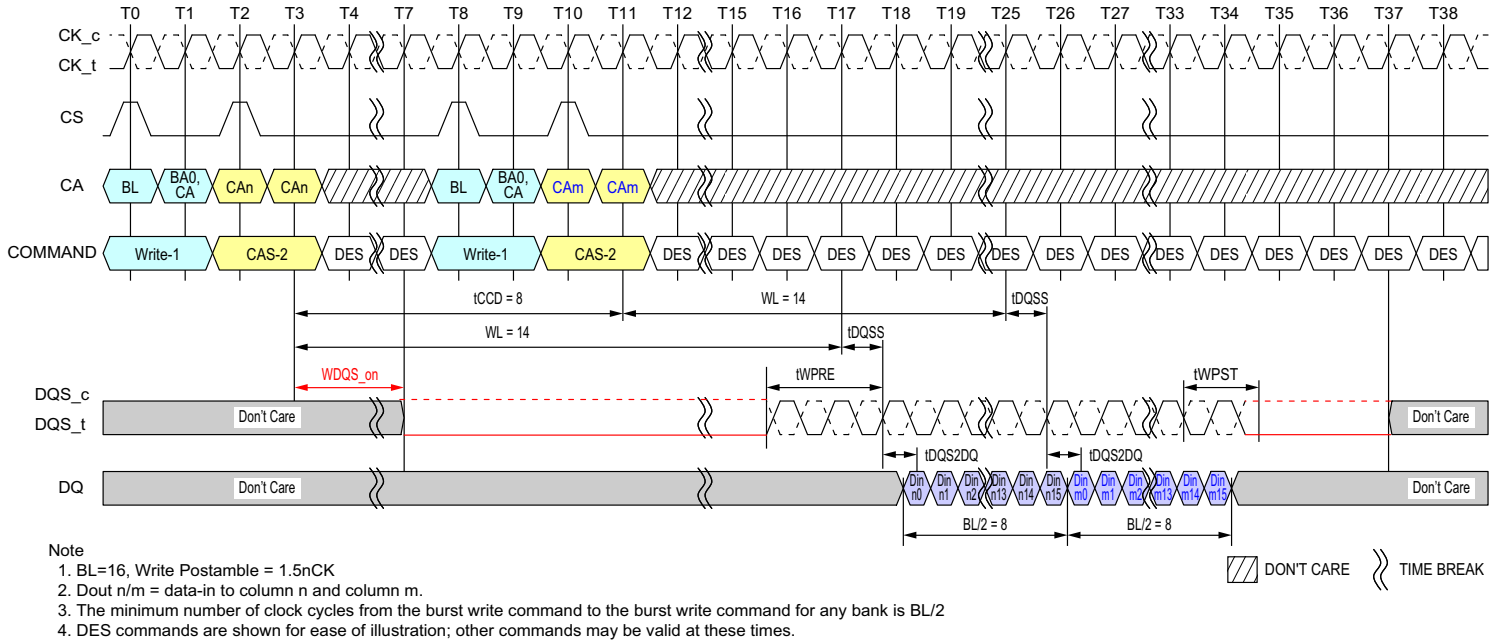 T0 T1 T2 T3 T4 T7 T8 T9 T10 T11 T12 T15 T16 T17 T18 T19 T25 T26 T27 T33 T34 T35 T36 T37 T38
CK_c
CK_t
CS
CA BL BA0, CA CAn CAn BL BA0, CA CAm CAm
COMMAND Write-1 CAS-2 DES DES Write-1 CAS-2 DES DES DES DES DES DES DES DES DES DES DES DES DES DES DES
tCCD = 8 WL = 14 tDQSS
WL = 14 tDQSS
WDQS_on tWPRE tWPST
DQS_c
DQS_t Don't Care Don't Care
tDQS2DQ tDQS2DQ
DQ Don't Care Din n0 Din n1 Din n2 Din n13 Din n14 Din n15 Din m0 Din m1 Din m2 Din m13 Din m14 Din m15 Don't Care
BL/2 = 8 BL/2 = 8
Note
1. BL=16, Write Postamble = 1.5nCK
2. Dout n/m = data-in to column n and column m.
3. The minimum number of clock cycles from the burst write command to the burst write command for any bank is BL/2
4. DES commands are shown for ease of illustration; other commands may be valid at these times.
DON'T CARE TIME BREAK